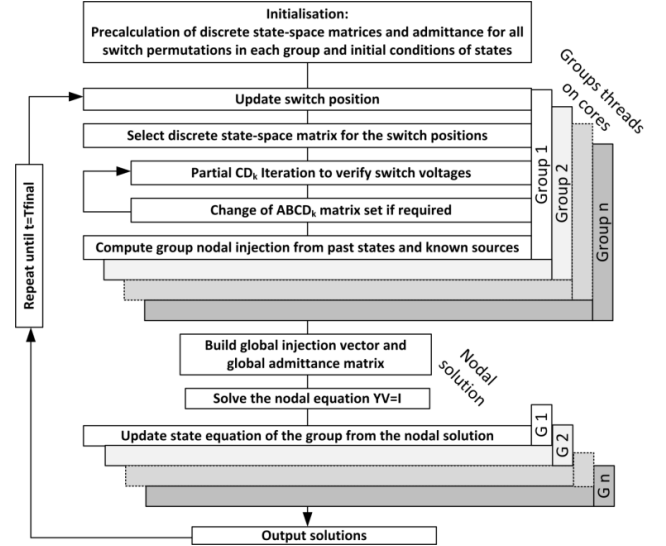 Initialisation:
Precalculation of discrete state-space matrices and admittance for all
switch permutations in each group and initial conditions of states
Update switch position
Select discrete state-space matrix for the switch positions
Partial CDk Iteration to verify switch voltages
Change of ABCDk matrix set if required
Compute group nodal injection from past states and known sources
Group 1
Group 2
Group n
Groups threads
on cores
Repeat until t=Tfinal
Build global injection vector and
global admittance matrix
Nodal
solution
Solve the nodal equation YV=I
Update state equation of the group from the nodal solution
G 1
G 2
G n
Output solutions